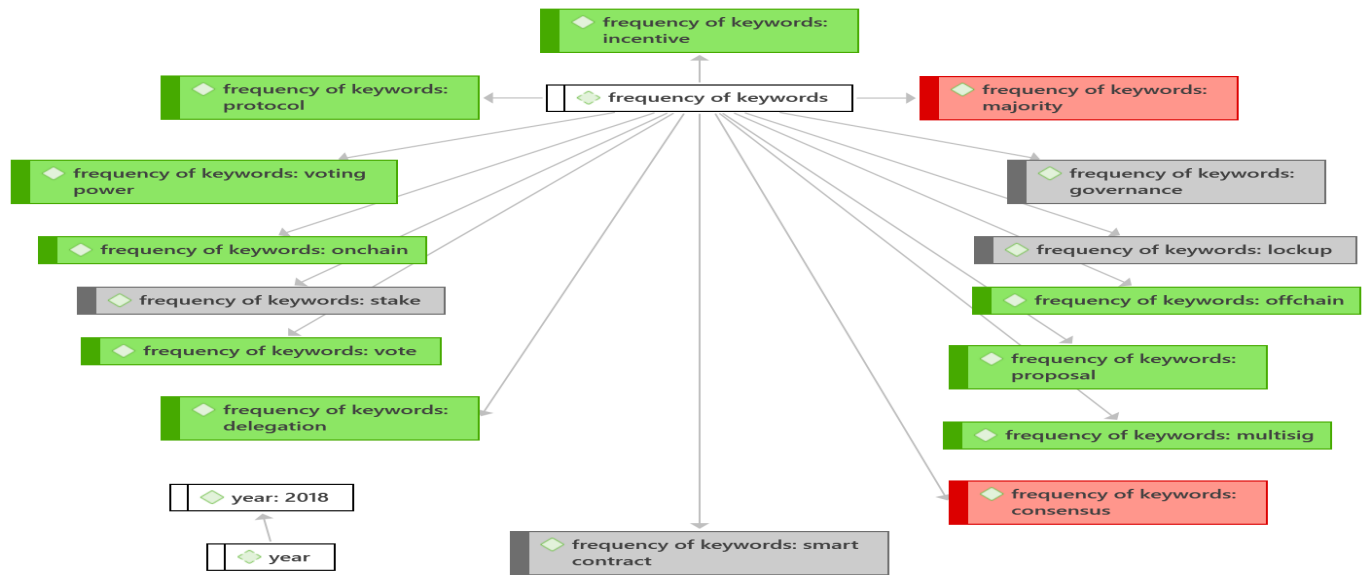 frequency of keywords:
incentive
frequency of keywords:
protocol
frequency of keywords
frequency of keywords:
majority
frequency of keywords: voting
power
frequency of keywords:
governance
frequency of keywords: onchain
frequency of keywords: lockup
frequency of keywords: stake
frequency of keywords: offchain
frequency of keywords: vote
frequency of keywords:
proposal
frequency of keywords:
delegation
frequency of keywords: multisig
year: 2018
frequency of keywords:
consensus
year
frequency of keywords: smart
contract